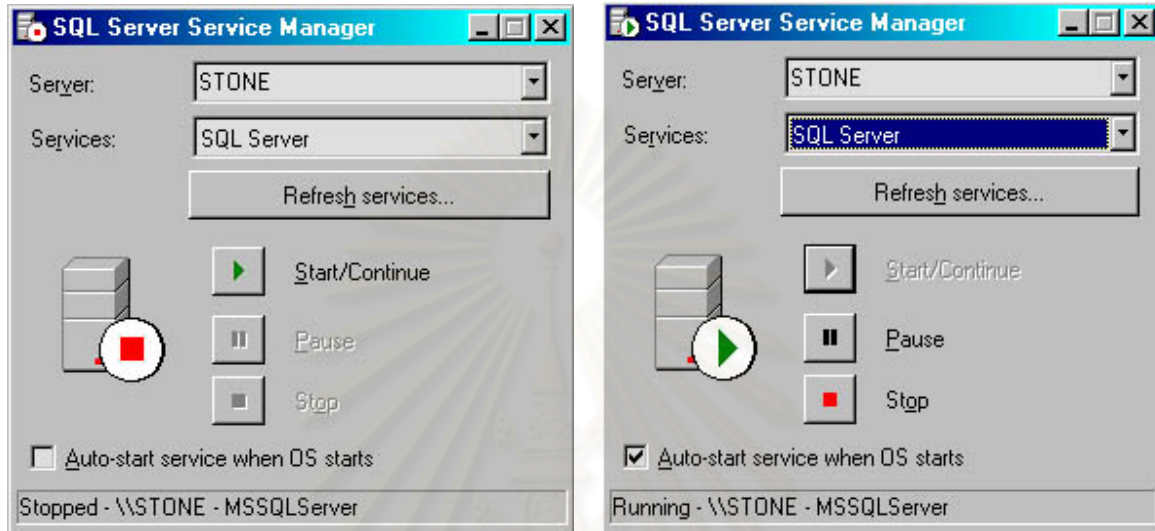 SQL Server Service Manager
Server: STONE
Services: SQL Server
Refresh services...
Start/Continue
Pause
Stop
Auto-start service when OS starts
Stopped - \\STONE - MSSQLServer
SQL Server Service Manager
Server: STONE
Services: SQL Server
Refresh services...
Start/Continue
Pause
Stop
Auto-start service when OS starts
Running - \\STONE - MSSQLServer